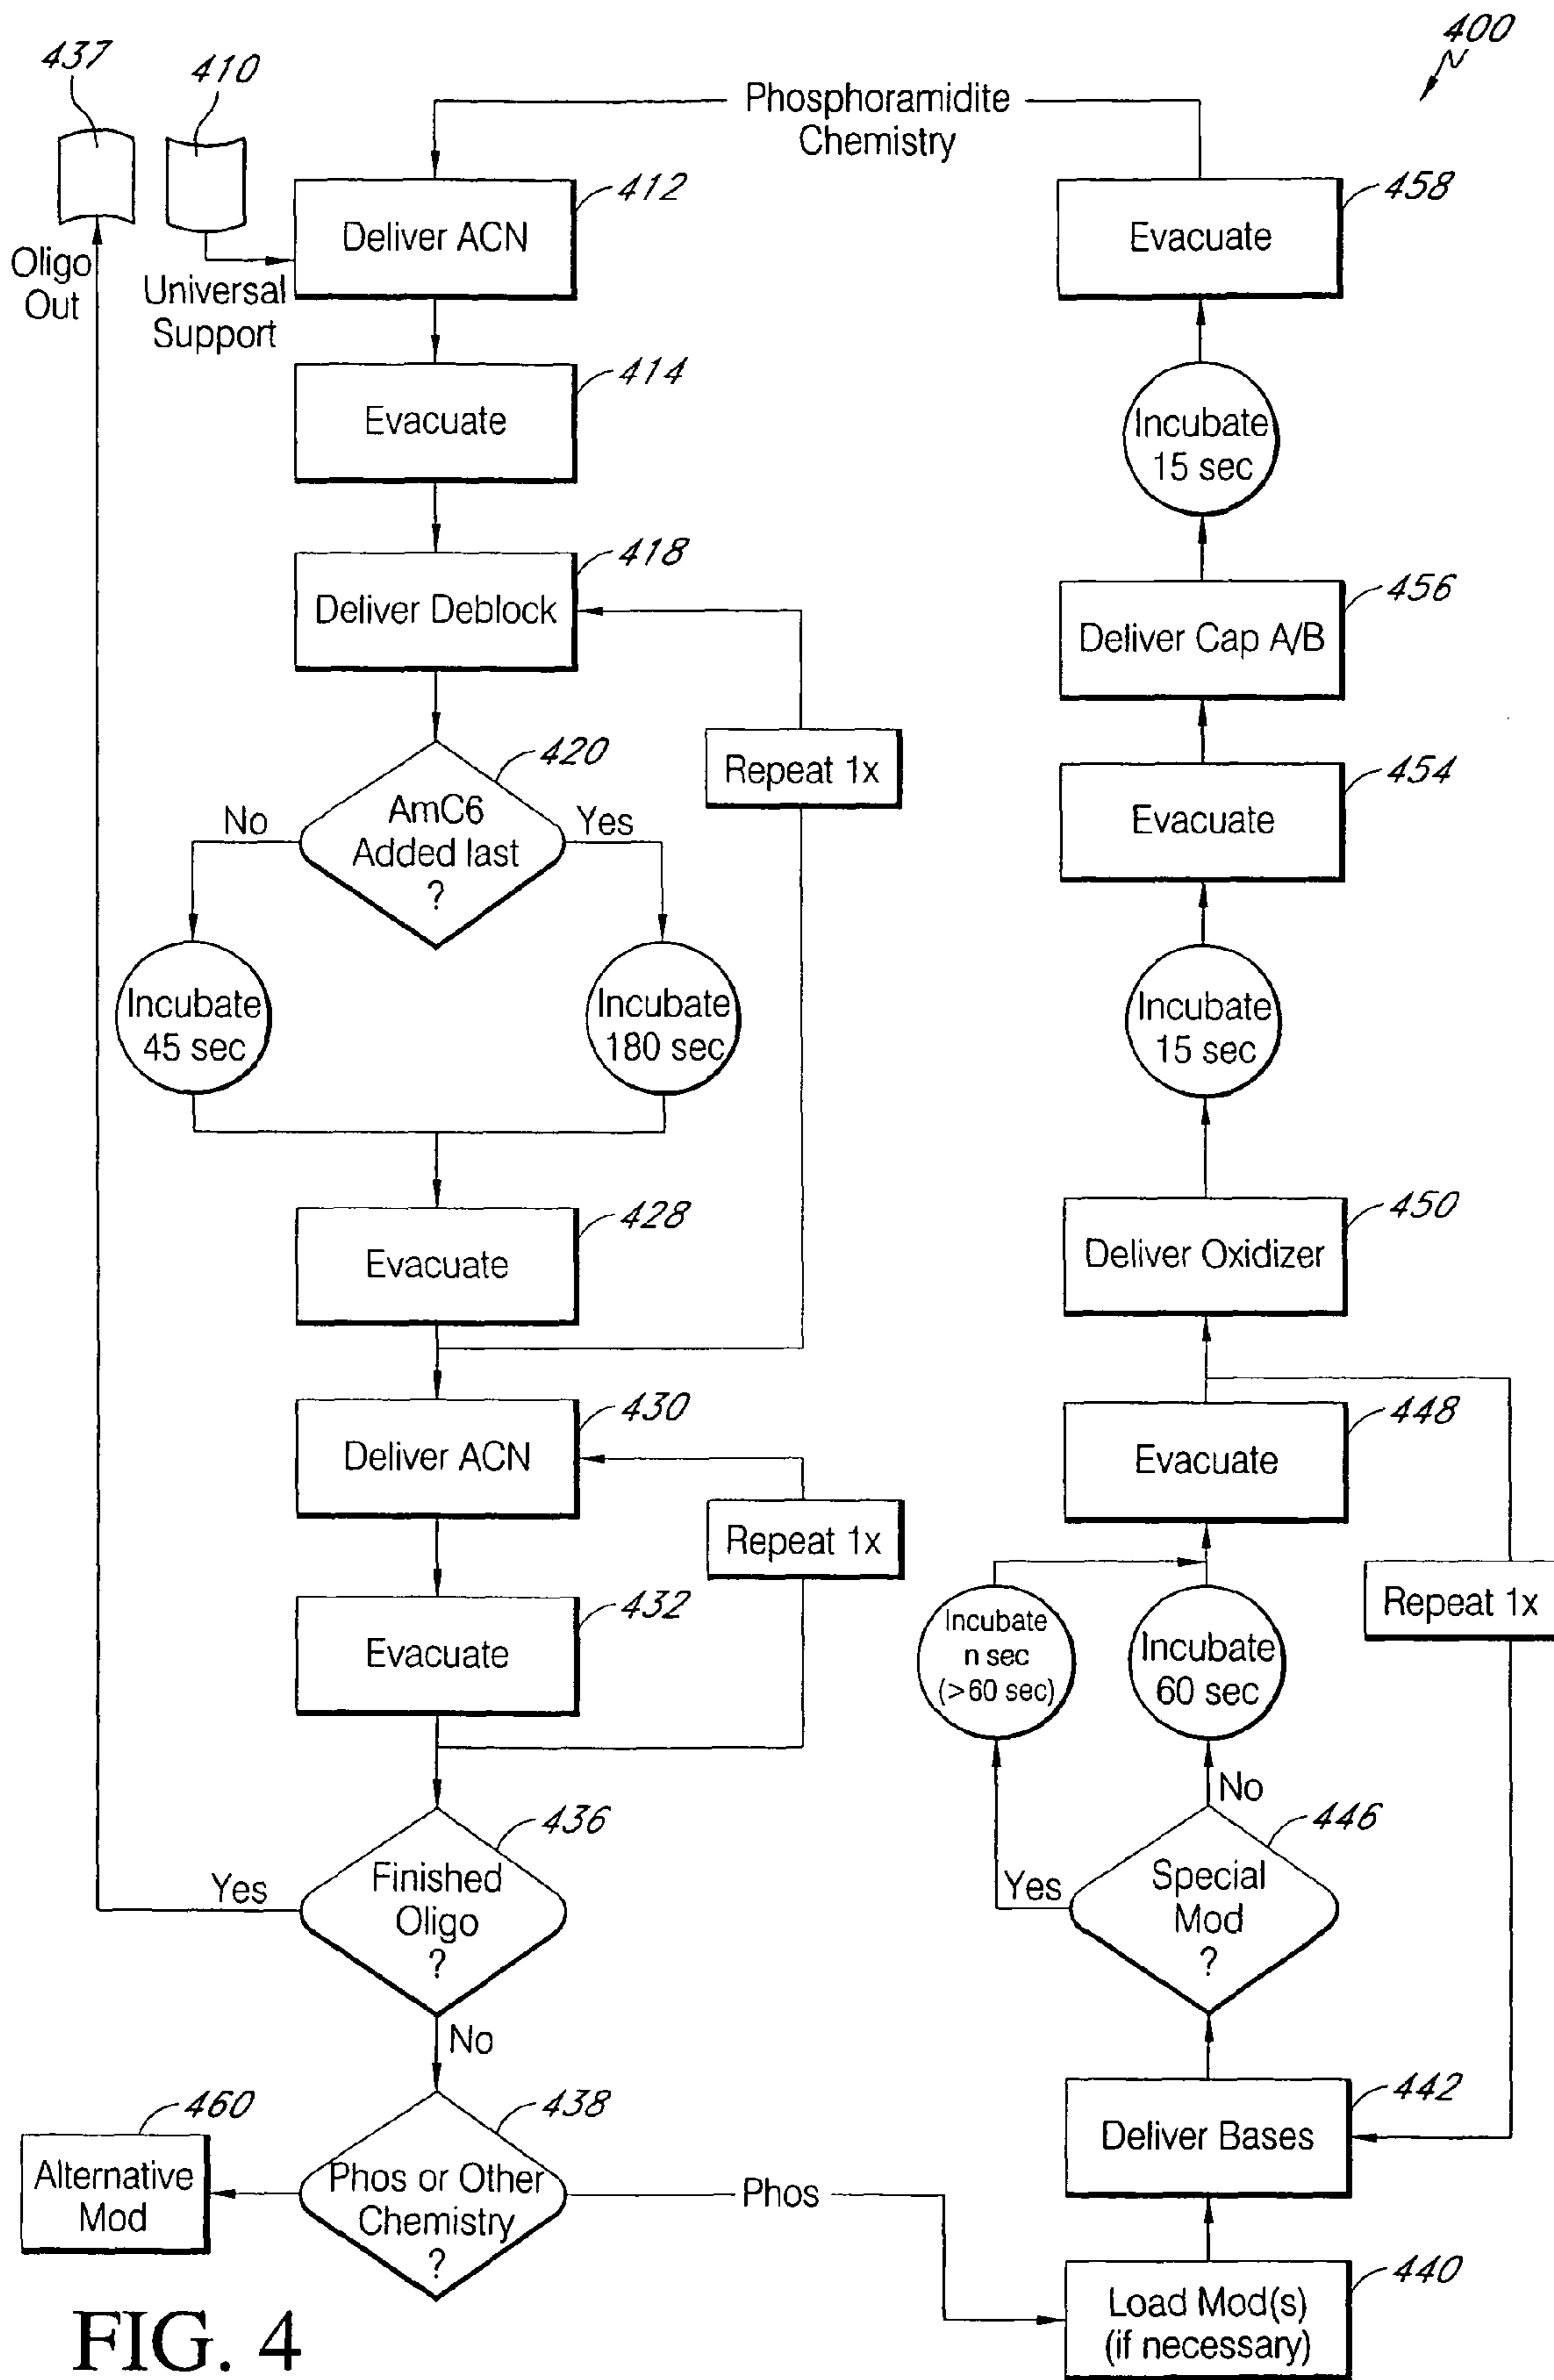 400
437
410
Phosphoramidite
Chemistry
412
Deliver ACN
458
Evacuate
Oligo
Out
Universal
Support
414
Evacuate
Incubate
15 sec
418
Deliver Deblock
456
Deliver Cap A/B
420
AmC6
Added last
?
No
Yes
Repeat 1x
454
Evacuate
Incubate
45 sec
Incubate
180 sec
Incubate
15 sec
428
Evacuate
450
Deliver Oxidizer
430
Deliver ACN
448
Evacuate
Repeat 1x
432
Evacuate
Incubate
n sec
(>60 sec)
Incubate
60 sec
Repeat 1x
436
Finished
Oligo
?
Yes
No
446
Special
Mod
?
Yes
No
460
Alternative
Mod
438
Phos or Other
Chemistry
?
Phos
442
Deliver Bases
440
Load Mod(s)
(if necessary)
FIG. 4